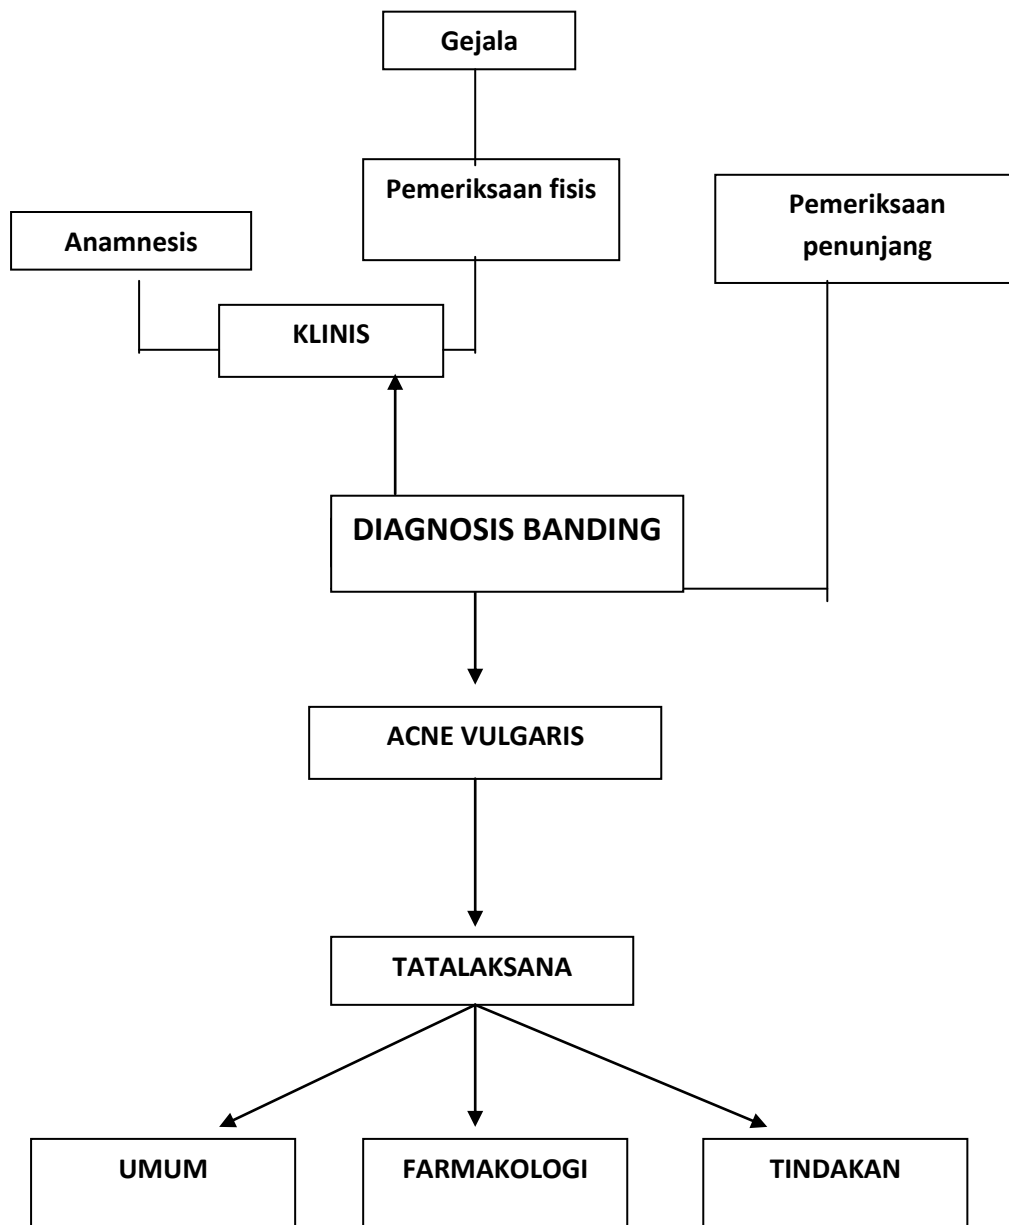 Gejala
Pemeriksaan fisis
Pemeriksaan
penunjang
Anamnesis
KLINIS
DIAGNOSIS BANDING
ACNE VULGARIS
TATALAKSANA
UMUM
FARMAKOLOGI
TINDAKAN